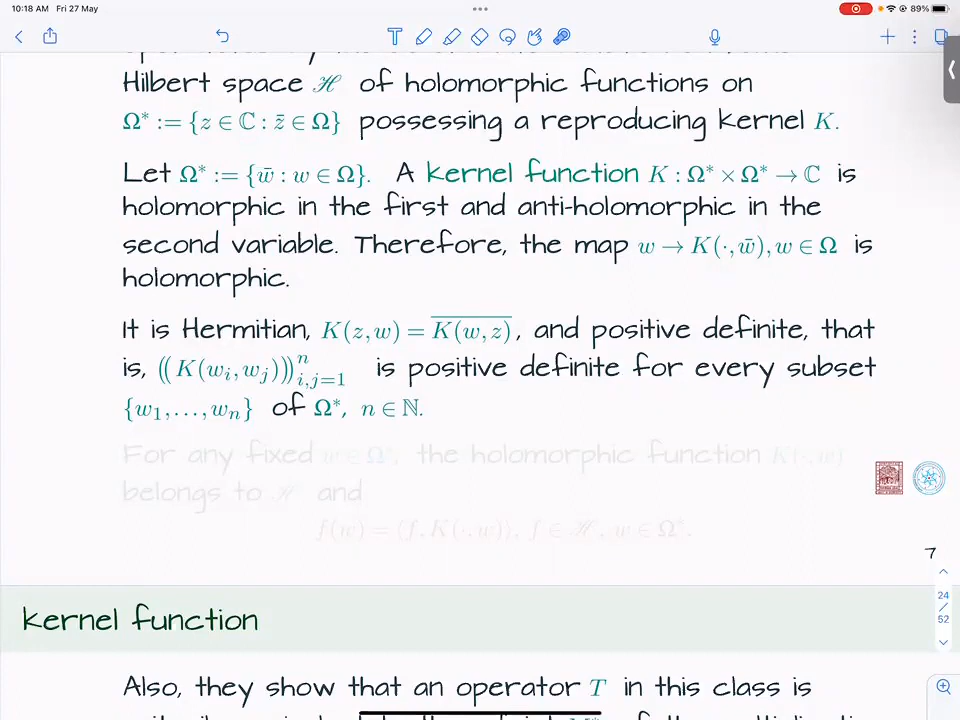 10:18 AM Fri 27 May
89%
Hilbert space ℋ of holomorphic functions on
Ω* := {z ∈ ℂ : z̄ ∈ Ω} possessing a reproducing kernel K.
Let Ω* := {w̄ : w ∈ Ω}. A kernel function K : Ω* × Ω* → ℂ is
holomorphic in the first and anti-holomorphic in the
second variable. Therefore, the map w → K(·, w̄), w ∈ Ω is
holomorphic.
It is Hermitian, K(z, w) = \overline{K(w, z)}, and positive definite, that
is, ((K(w_i, w_j)))^n_{i,j=1} is positive definite for every subset
{w_1, …, w_n} of Ω*, n ∈ ℕ.
For any fixed w ∈ Ω*, the holomorphic function K(·, w)
belongs to ℋ and
f(w) = ⟨f, K(·, w)⟩, f ∈ ℋ, w ∈ Ω*.
7
24
/
52
kernel function
Also, they show that an operator T in this class is